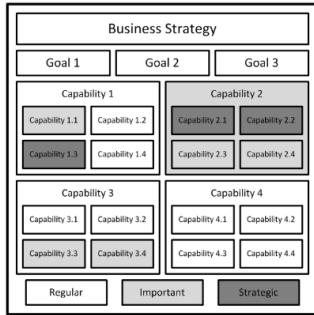 Business Strategy
Goal 1 Goal 2 Goal 3
Capability 1 Capability 2
Capability 1.1 Capability 1.2 Capability 2.1 Capability 2.2
Capability 1.3 Capability 1.4 Capability 2.3 Capability 2.4
Capability 3 Capability 4
Capability 3.1 Capability 3.2 Capability 4.1 Capability 4.2
Capability 3.3 Capability 3.4 Capability 4.3 Capability 4.4
Regular Important Strategic